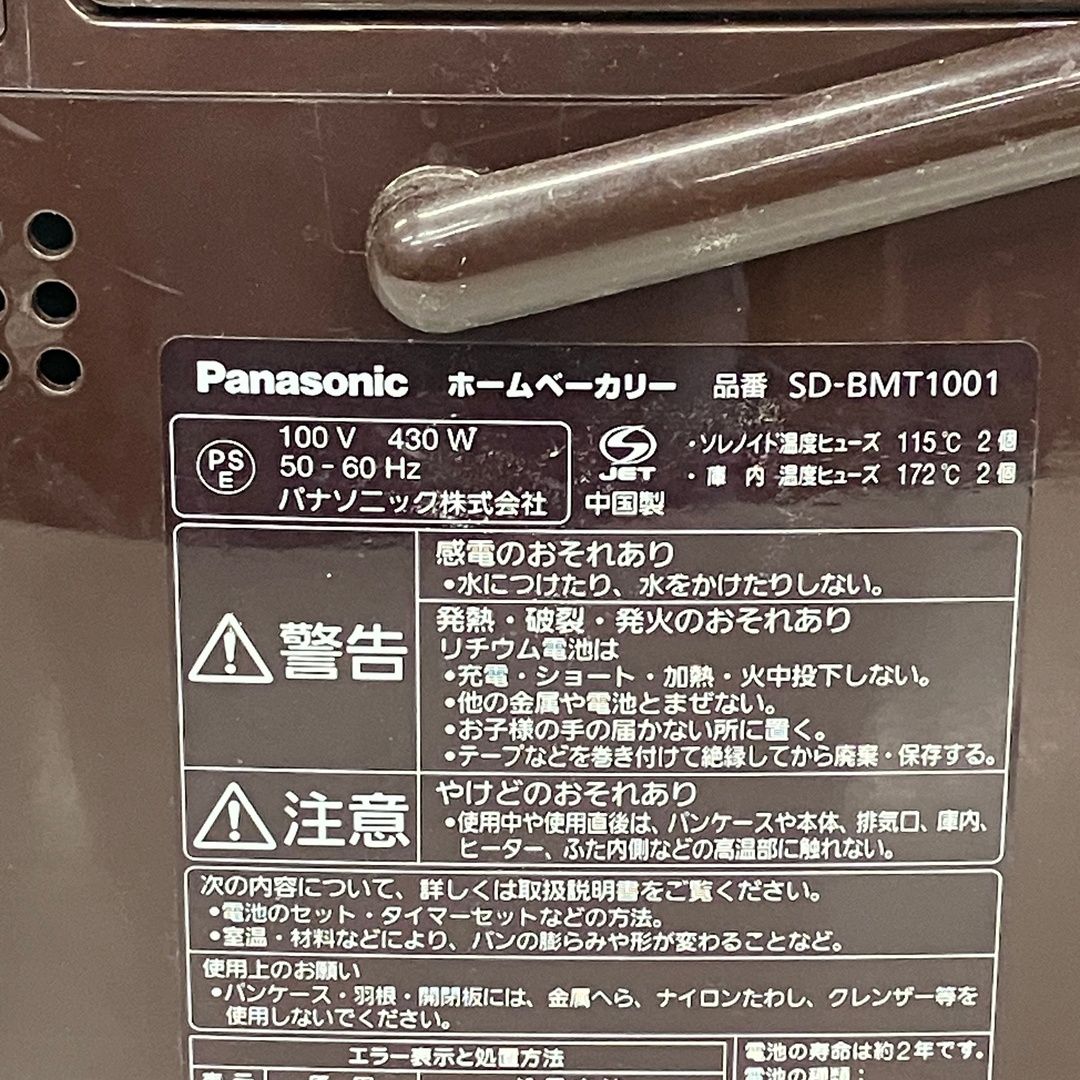 Panasonic ホームベーカリー 品番 SD-BMT1001
PS
E
100 V 430 W
50 - 60 Hz
パナソニック株式会社
S
JET
中国製
・ソレノイド温度ヒューズ 115℃ 2個
・庫内 温度ヒューズ 172℃ 2個
警告
感電のおそれあり
•水につけたり、水をかけたりしない。
発熱・破裂・発火のおそれあり
リチウム電池は
•充電・ショート・加熱・火中投下しない。
•他の金属や電池とまぜない。
•お子様の手の届かない所に置く。
•テープなどを巻き付けて絶縁してから廃棄・保存する。
注意
やけどのおそれあり
•使用中や使用直後は、パンケースや本体、排気口、庫内、
ヒーター、ふた内側などの高温部に触れない。
次の内容について、詳しくは取扱説明書をご覧ください。
•電池のセット・タイマーセットなどの方法。
•室温・材料などにより、パンの膨らみや形が変わることなど。
使用上のお願い
•パンケース・羽根・開閉板には、金属へら、ナイロンたわし、クレンザー等を
使用しないでください。
エラー表示と処置方法
電池の寿命は約2年です。
電池の種類：